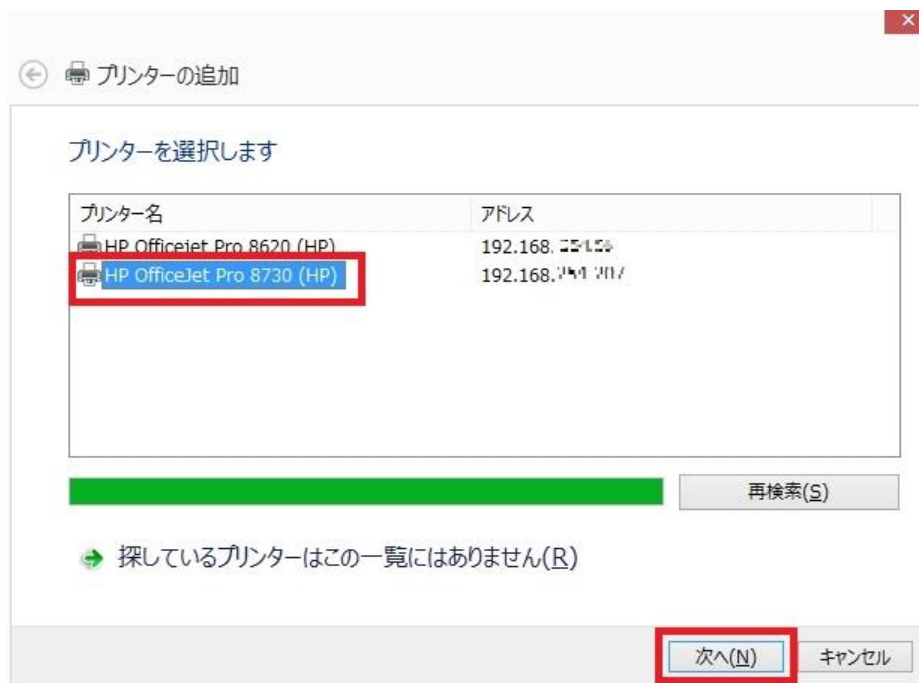 プリンターの追加
プリンターを選択します
プリンター名 アドレス
HP Officejet Pro 8620 (HP) 192.168.
HP OfficeJet Pro 8730 (HP) 192.168.
再検索(S)
探しているプリンターはこの一覧にはありません(R)
次へ(N) キャンセル